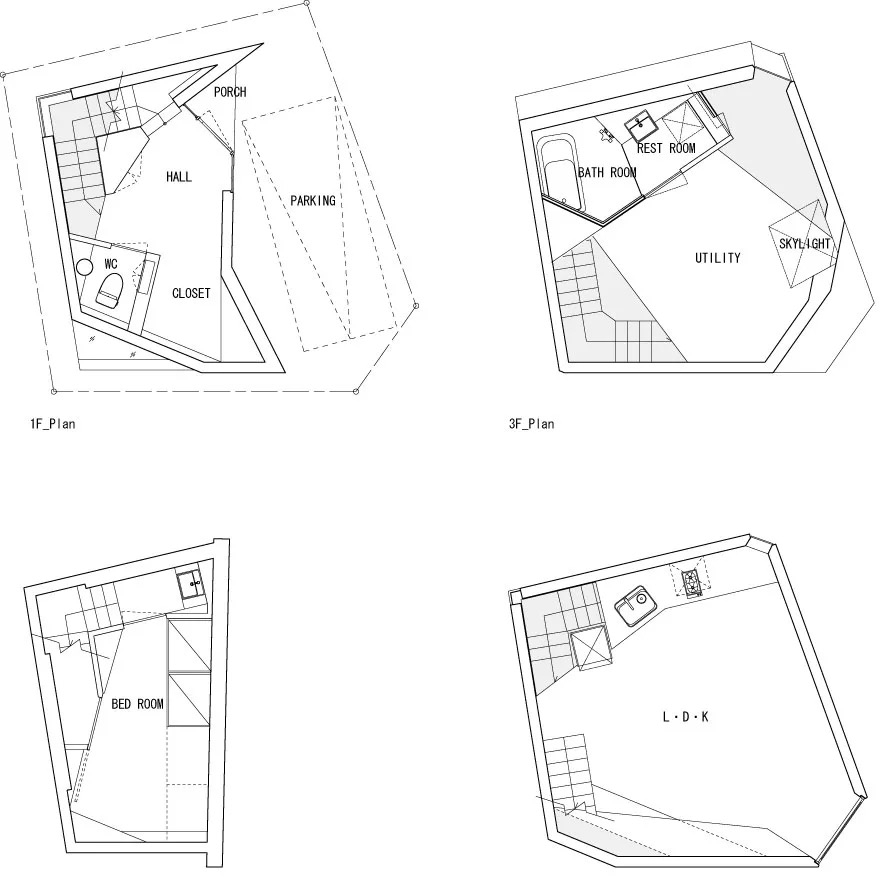 PORCH
HALL
PARKING
WC
CLOSET
1F_Plan
REST ROOM
BATH ROOM
SKYLIGHT
UTILITY
3F_Plan
BED ROOM
L・D・K